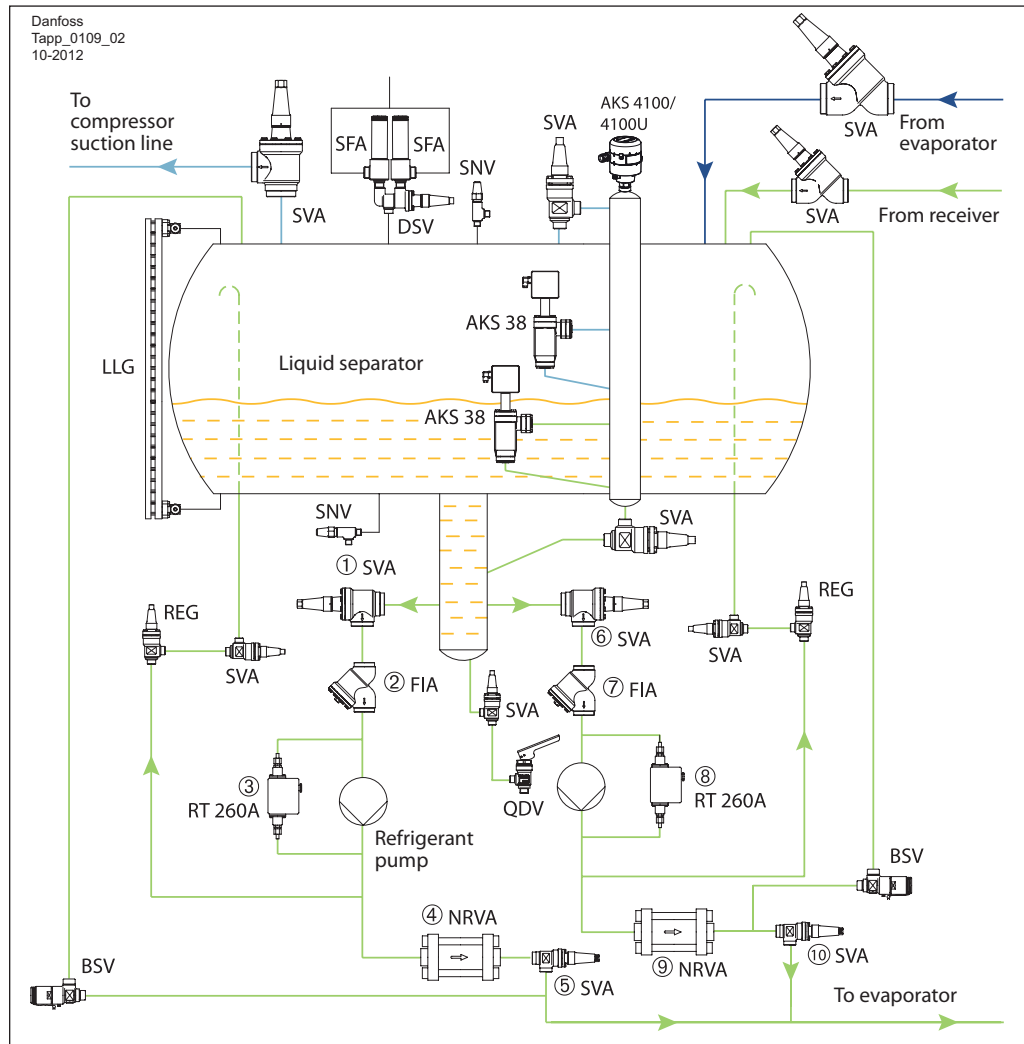 Danfoss
Tapp_0109_02
10-2012
To
compressor
suction line
SVA
SFA
SFA
DSV
SNV
SVA
AKS 4100/
4100U
SVA
From
evaporator
SVA
From receiver
LLG
Liquid separator
AKS 38
AKS 38
SNV
SVA
① SVA
⑥ SVA
REG
SVA
② FIA
SVA
⑦ FIA
SVA
REG
③
RT 260A
QDV
⑧
RT 260A
Refrigerant
pump
BSV
④ NRVA
⑤ SVA
⑨ NRVA
⑩ SVA
BSV
To evaporator